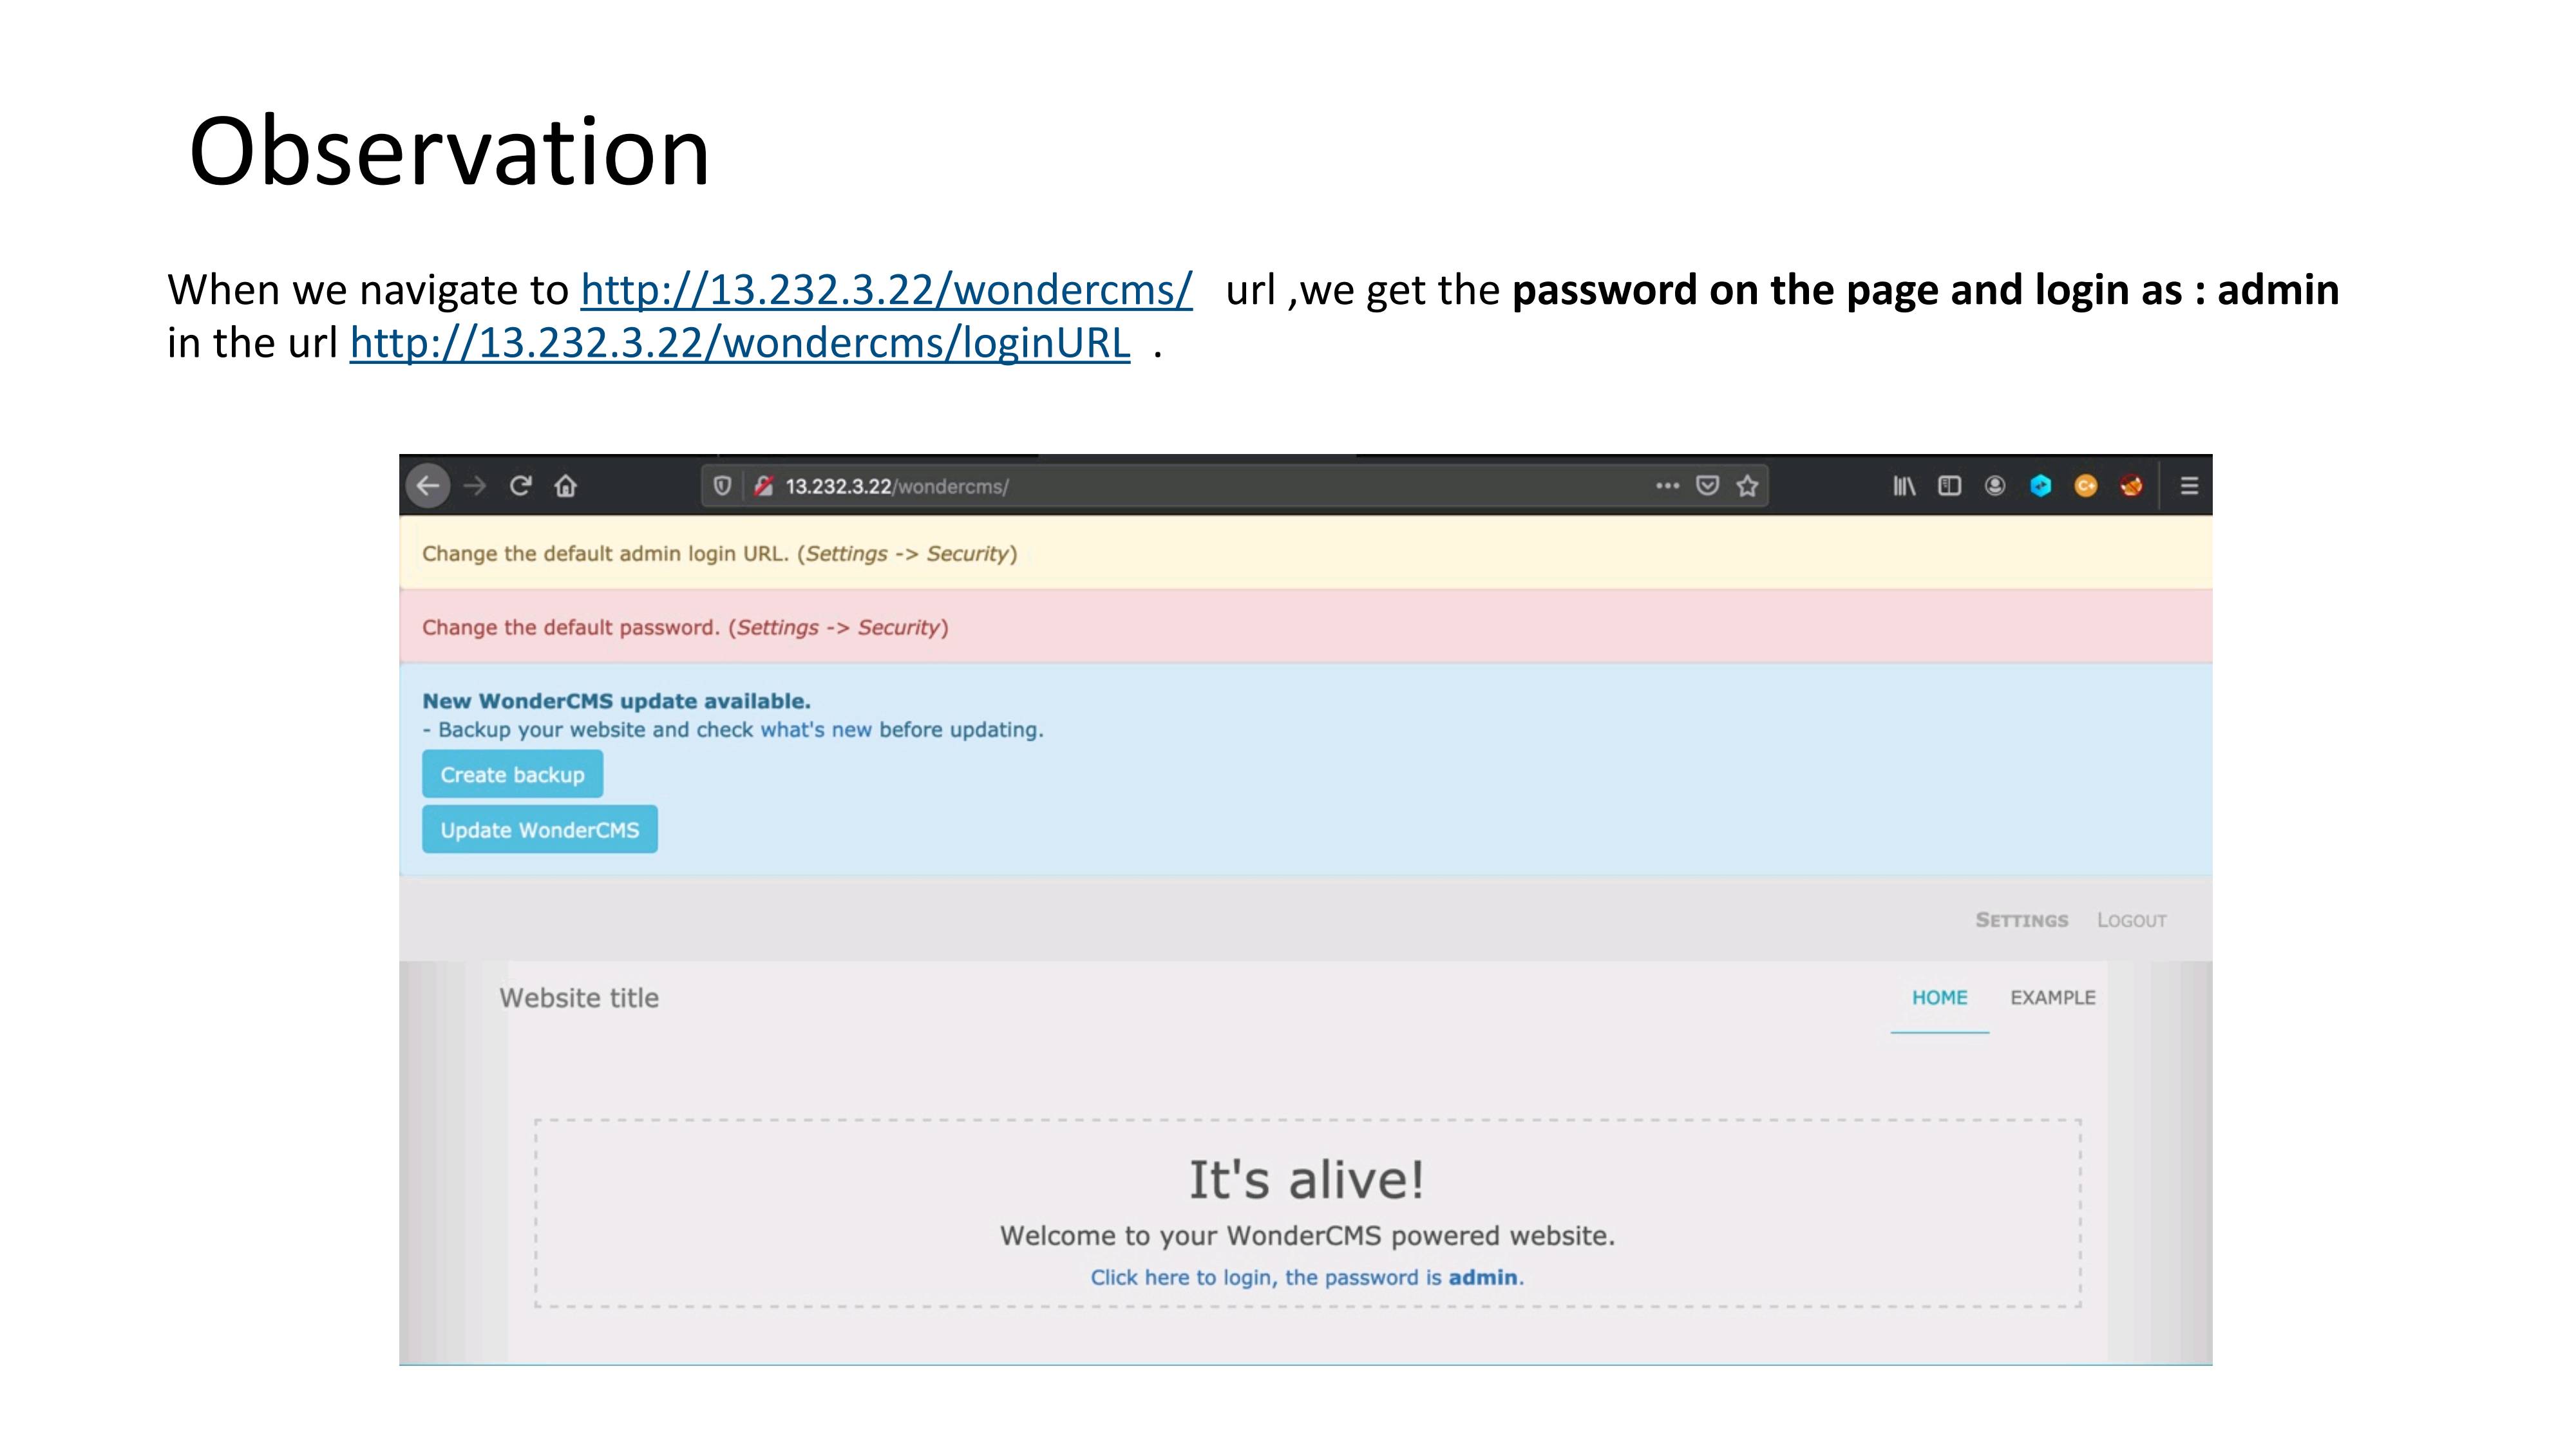 Observation
When we navigate to http://13.232.3.22/wondercms/ url ,we get the password on the page and login as : admin
in the url http://13.232.3.22/wondercms/loginURL .
13.232.3.22/wondercms/
Change the default admin login URL. (Settings -> Security)
Change the default password. (Settings -> Security)
New WonderCMS update available.
- Backup your website and check what's new before updating.
Create backup
Update WonderCMS
SETTINGS LOGOUT
Website title HOME EXAMPLE
It's alive!
Welcome to your WonderCMS powered website.
Click here to login, the password is admin.